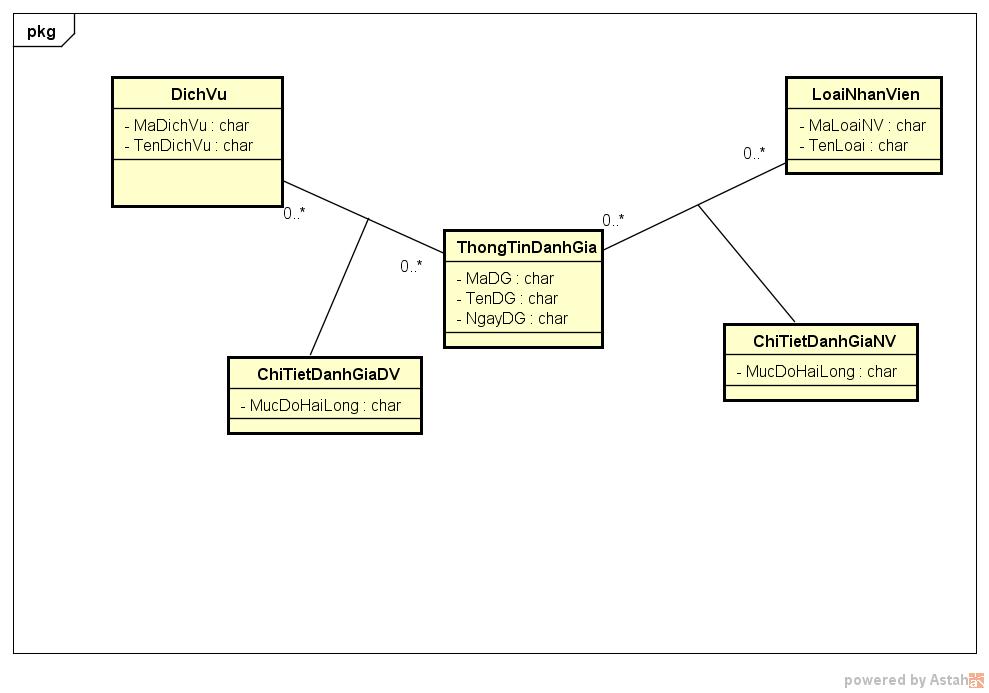 pkg
DichVu
- MaDichVu : char
- TenDichVu : char
LoaiNhanVien
- MaLoaiNV : char
- TenLoai : char
0..*
0..*
0..*
0..*
ThongTinDanhGia
- MaDG : char
- TenDG : char
- NgayDG : char
ChiTietDanhGiaNV
- MucDoHaiLong : char
ChiTietDanhGiaDV
- MucDoHaiLong : char
powered by Astah